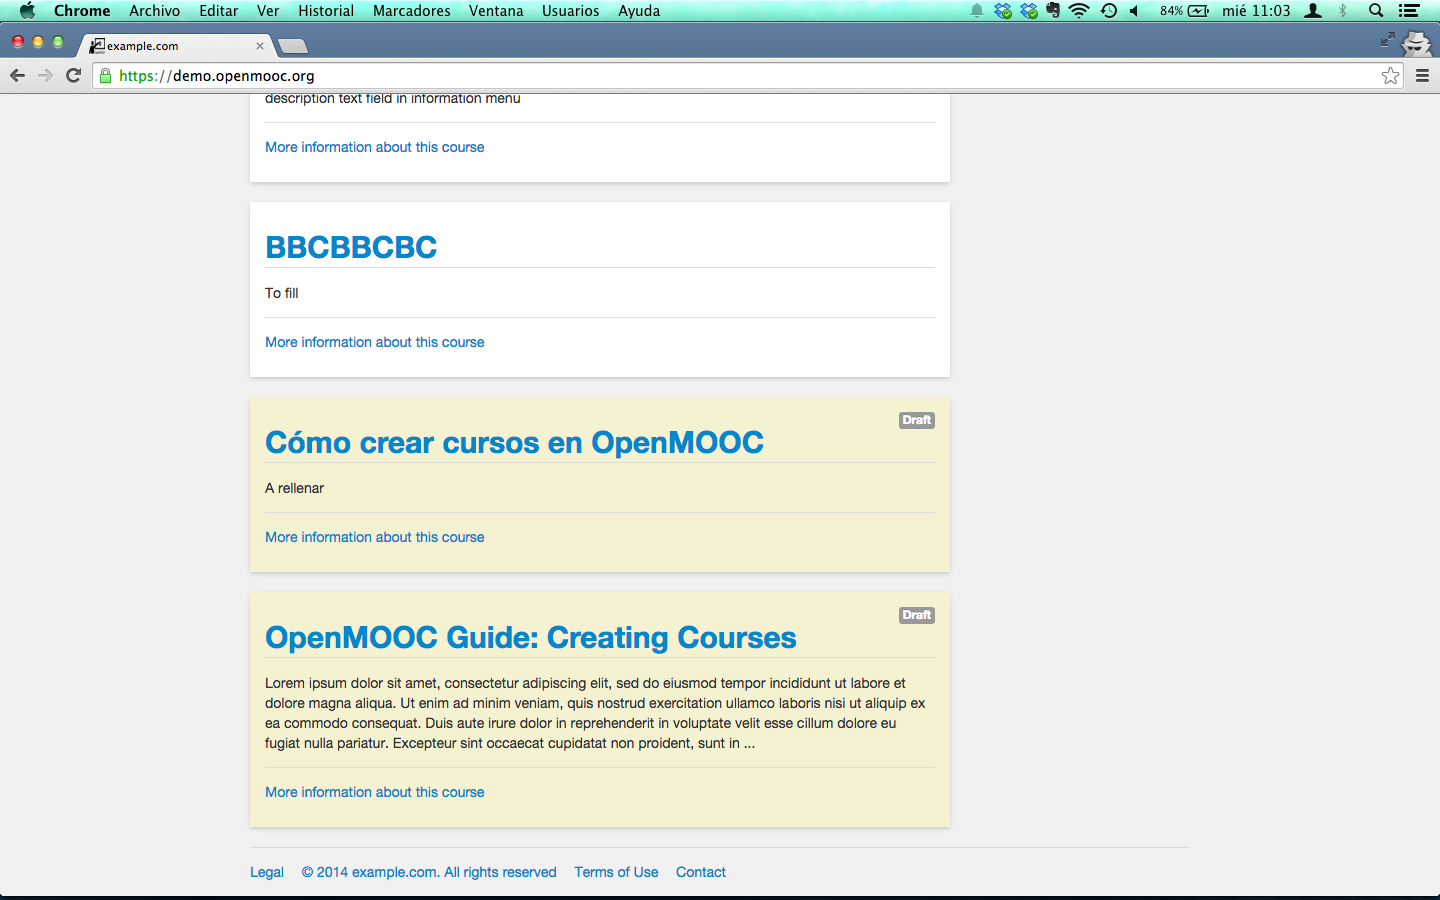 Chrome Archivo Editar Ver Historial Marcadores Ventana Usuarios Ayuda 84% mié 11:03
example.com
https://demo.openmooc.org
description text field in information menu
More information about this course
BBCBBCBC
To fill
More information about this course
Draft
Cómo crear cursos en OpenMOOC
A rellenar
More information about this course
Draft
OpenMOOC Guide: Creating Courses
Lorem ipsum dolor sit amet, consectetur adipiscing elit, sed do eiusmod tempor incididunt ut labore et
dolore magna aliqua. Ut enim ad minim veniam, quis nostrud exercitation ullamco laboris nisi ut aliquip ex
ea commodo consequat. Duis aute irure dolor in reprehenderit in voluptate velit esse cillum dolore eu
fugiat nulla pariatur. Excepteur sint occaecat cupidatat non proident, sunt in ...
More information about this course
Legal © 2014 example.com. All rights reserved Terms of Use Contact